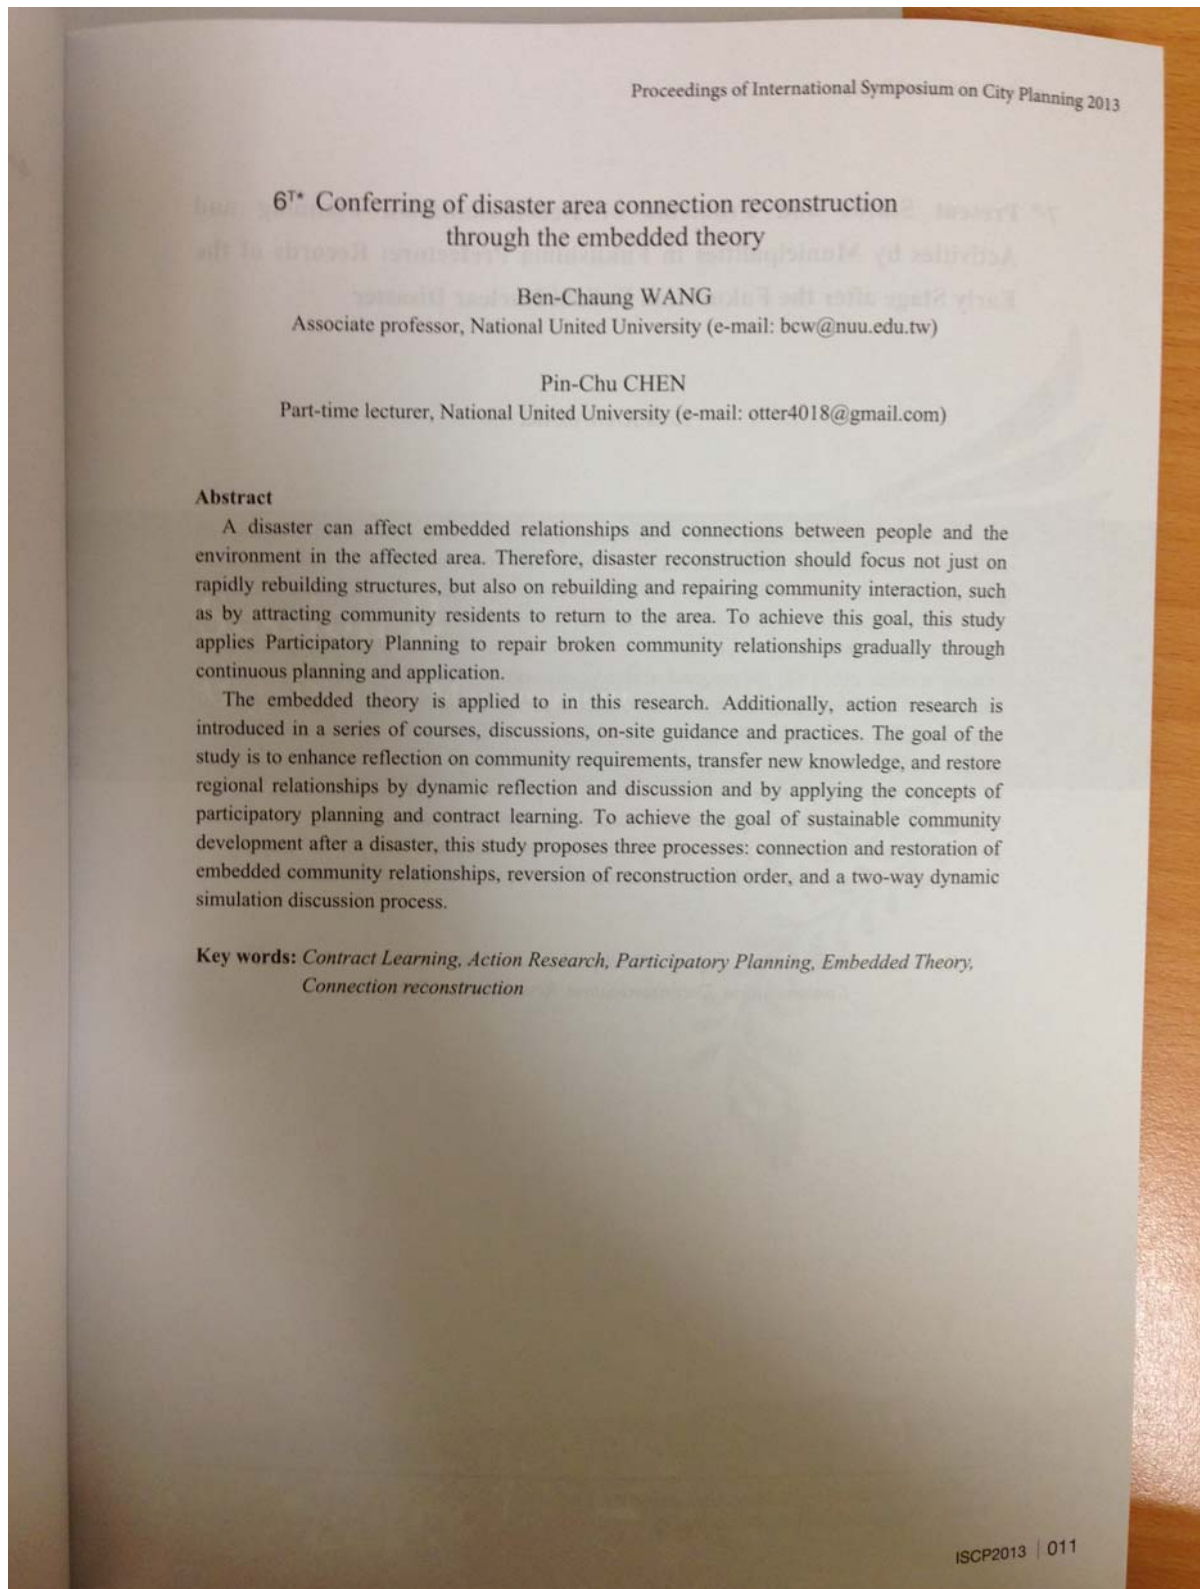 Proceedings of International Symposium on City Planning 2013
6T* Conferring of disaster area connection reconstruction
through the embedded theory
Ben-Chaung WANG
Associate professor, National United University (e-mail: bcw@nuu.edu.tw)
Pin-Chu CHEN
Part-time lecturer, National United University (e-mail: otter4018@gmail.com)
Abstract
A disaster can affect embedded relationships and connections between people and the
environment in the affected area. Therefore, disaster reconstruction should focus not just on
rapidly rebuilding structures, but also on rebuilding and repairing community interaction, such
as by attracting community residents to return to the area. To achieve this goal, this study
applies Participatory Planning to repair broken community relationships gradually through
continuous planning and application.
The embedded theory is applied to in this research. Additionally, action research is
introduced in a series of courses, discussions, on-site guidance and practices. The goal of the
study is to enhance reflection on community requirements, transfer new knowledge, and restore
regional relationships by dynamic reflection and discussion and by applying the concepts of
participatory planning and contract learning. To achieve the goal of sustainable community
development after a disaster, this study proposes three processes: connection and restoration of
embedded community relationships, reversion of reconstruction order, and a two-way dynamic
simulation discussion process.
Key words: Contract Learning, Action Research, Participatory Planning, Embedded Theory,
Connection reconstruction
ISCP2013 | 011